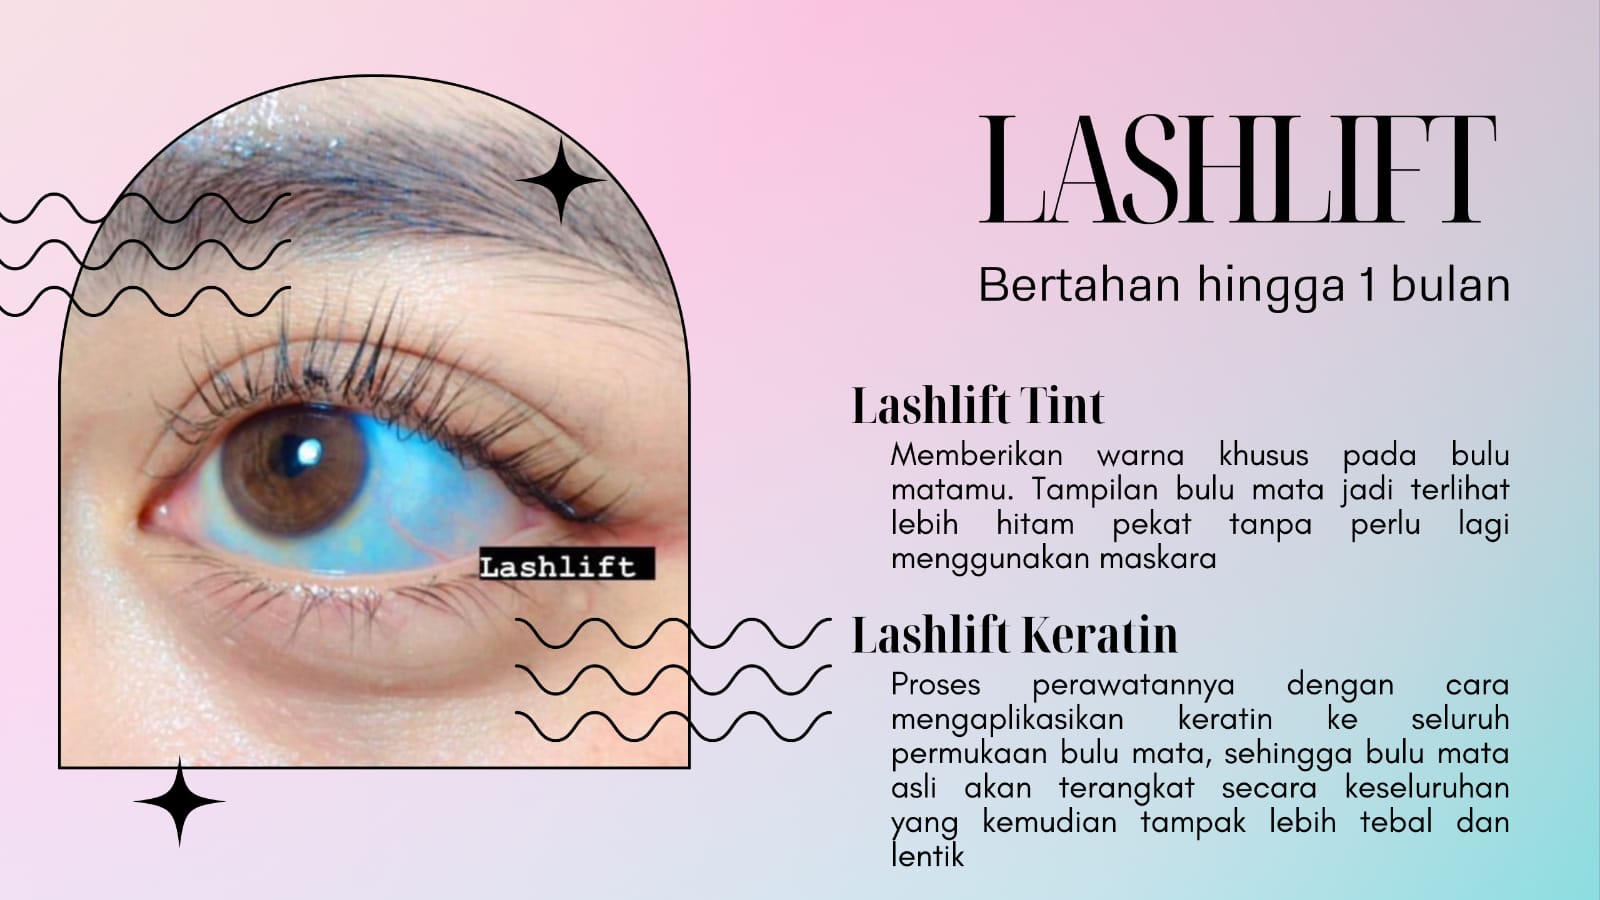 LASHLIFT
Bertahan hingga 1 bulan
Lashlift Tint
Memberikan warna khusus pada bulu
matamu. Tampilan bulu mata jadi terlihat
lebih hitam pekat tanpa perlu lagi
menggunakan maskara
Lashlift
Lashlift Keratin
Proses perawatannya dengan cara
mengaplikasikan keratin ke seluruh
permukaan bulu mata, sehingga bulu mata
asli akan terangkat secara keseluruhan
yang kemudian tampak lebih tebal dan
lentik